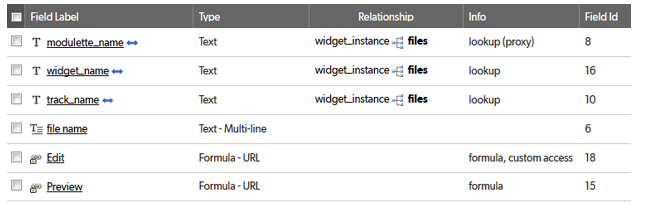 Field Label Type Relationship Info Field Id
modulette_name Text widget_instance files lookup (proxy) 8
widget_name Text widget_instance files lookup 16
track_name Text widget_instance files lookup 10
file name Text - Multi-line 6
Edit Formula - URL formula, custom access 18
Preview Formula - URL formula 15